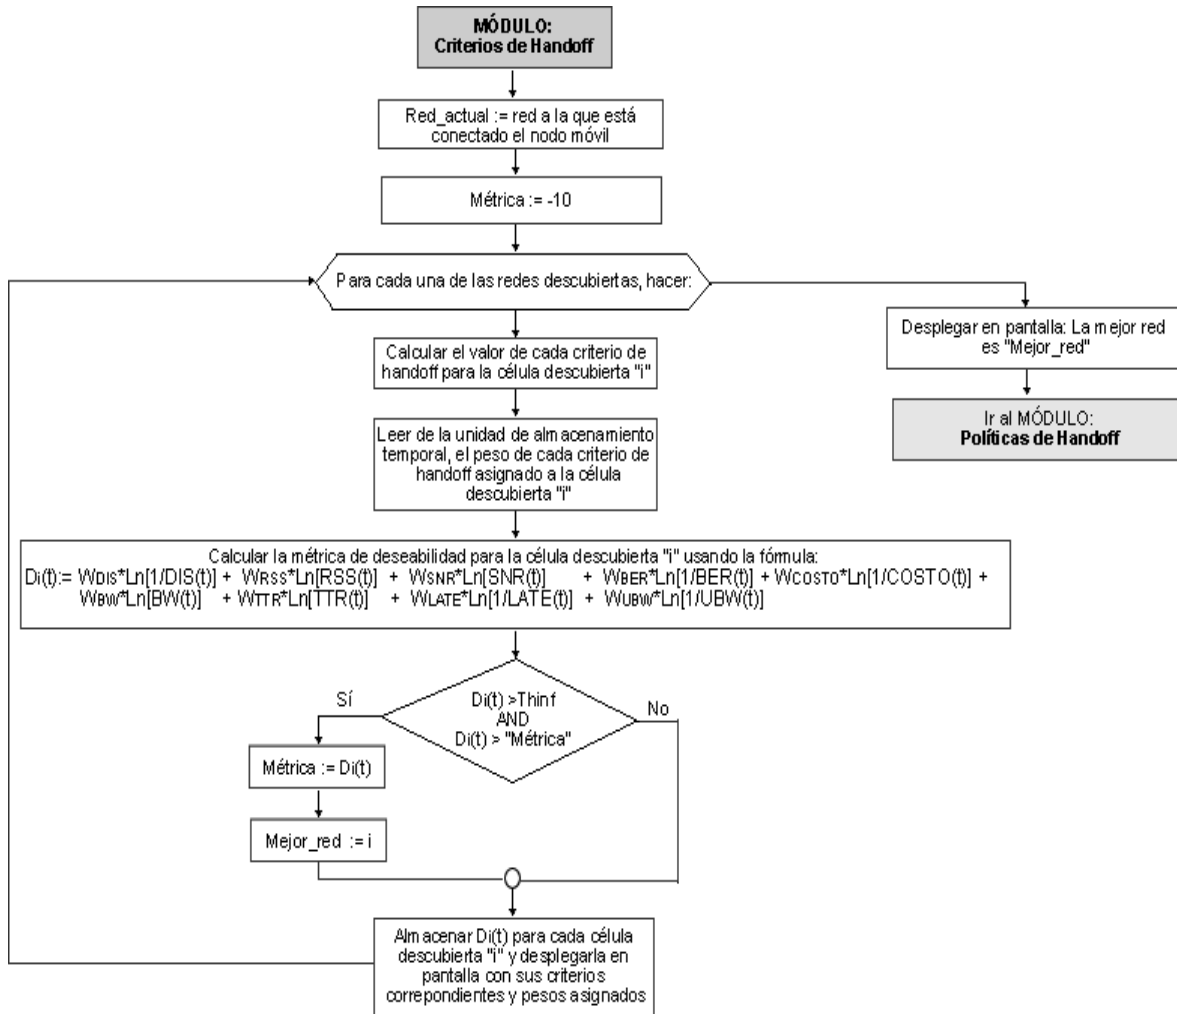 MÓDULO:
Criterios de Handoff
Red_actual := red a la que está
conectado el nodo móvil
Métrica := -10
Para cada una de las redes descubiertas, hacer:
Desplegar en pantalla: La mejor red
es "Mejor_red"
Ir al MÓDULO:
Políticas de Handoff
Calcular el valor de cada criterio de
handoff para la célula descubierta "i"
Leer de la unidad de almacenamiento
temporal, el peso de cada criterio de
handoff asignado a la célula
descubierta "i"
Calcular la métrica de deseabilidad para la célula descubierta "i" usando la fórmula:
Di(t):= WDIS*Ln[1/DIS(t)] + WRSS*Ln[RSS(t)] + WSNR*Ln[SNR(t)] + WBER*Ln[1/BER(t)] + WCOSTO*Ln[1/COSTO(t)] +
WBW*Ln[BW(t)] + WTTR*Ln[TTR(t)] + WLATE*Ln[1/LATE(t)] + WUBW*Ln[1/UBW(t)]
Di(t) >Thinf
AND
Di(t) > "Métrica"
Sí
No
Métrica := Di(t)
Mejor_red := i
Almacenar Di(t) para cada célula
descubierta "i" y desplegarla en
pantalla con sus criterios
correpondientes y pesos asignados